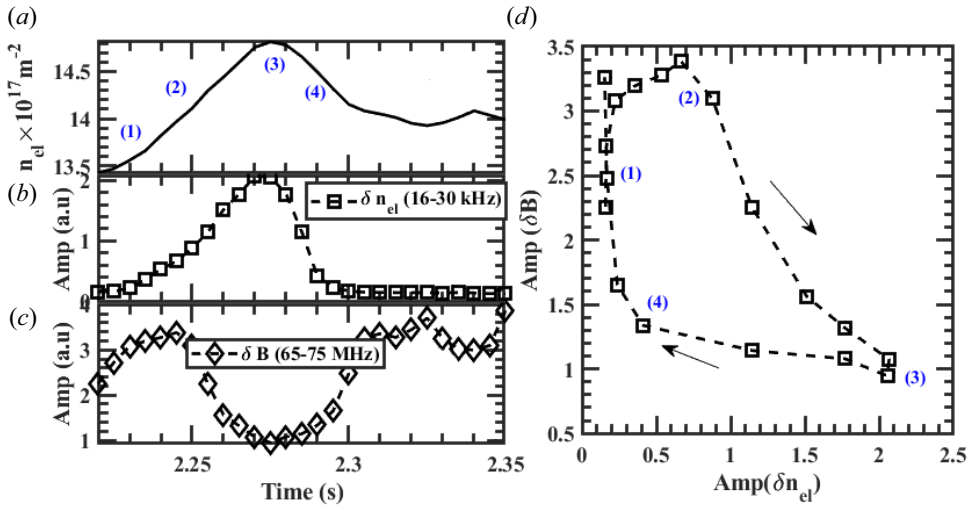 (a)
n_el × 10^17 m^-2
14.5
14
13.5
(1)
(2)
(3)
(4)
(b)
Amp (a.u)
2
1
0
δ n_el (16-30 kHz)
(c)
Amp (a.u)
4
3
2
1
δ B (65-75 MHz)
2.25
2.3
2.35
Time (s)
(d)
Amp (δB)
3.5
3
2.5
2
1.5
1
0.5
(2)
(1)
(4)
(3)
0
0.5
1
1.5
2
2.5
Amp(δn_el)